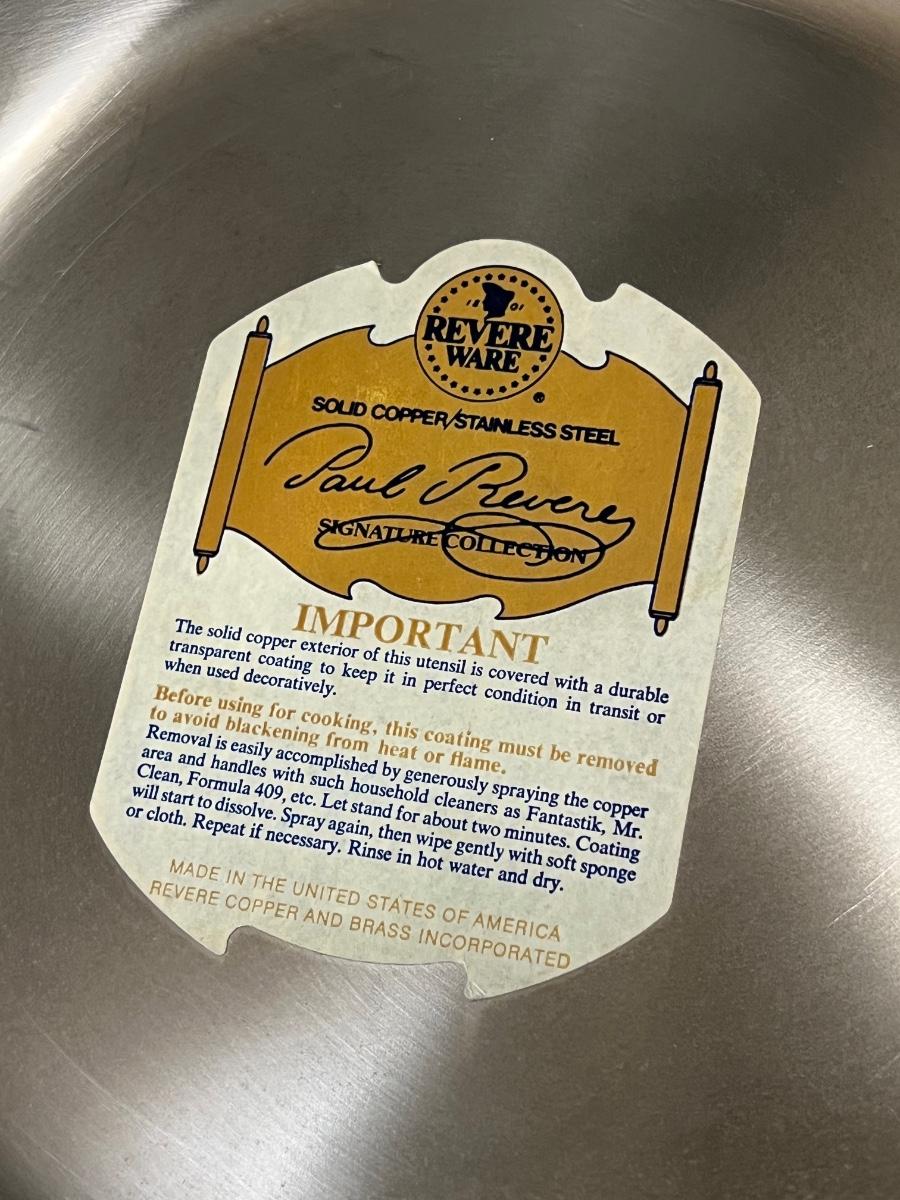 1801
REVERE
WARE
®
SOLID COPPER/STAINLESS STEEL
Paul Revere
SIGNATURE COLLECTION
IMPORTANT
The solid copper exterior of this utensil is covered with a durable
transparent coating to keep it in perfect condition in transit or
when used decoratively.
Before using for cooking, this coating must be removed
to avoid blackening from heat or flame.
Removal is easily accomplished by generously spraying the copper
area and handles with such household cleaners as Fantastik, Mr.
Clean, Formula 409, etc. Let stand for about two minutes. Coating
will start to dissolve. Spray again, then wipe gently with soft sponge
or cloth. Repeat if necessary. Rinse in hot water and dry.
MADE IN THE UNITED STATES OF AMERICA
REVERE COPPER AND BRASS INCORPORATED